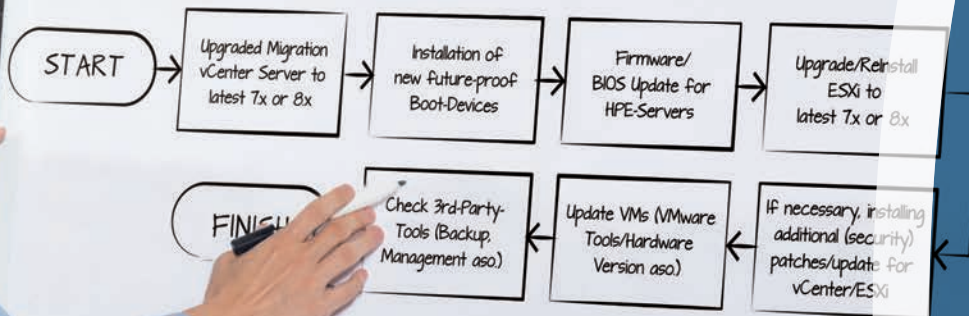 START
Upgraded Migration
vCenter Server to
latest 7x or 8x
Installation of
new future-proof
Boot-Devices
Firmware/
BIOS Update for
HPE-Servers
Upgrade/ReInstall
ESXi to
latest 7x or 8x
If necessary, installing
additional (security)
patches/update for
vCenter/ESXi
Update VMs (VMware
Tools/Hardware
Version aso.)
Check 3rd-Party-
Tools (Backup,
Management aso.)
FINISH